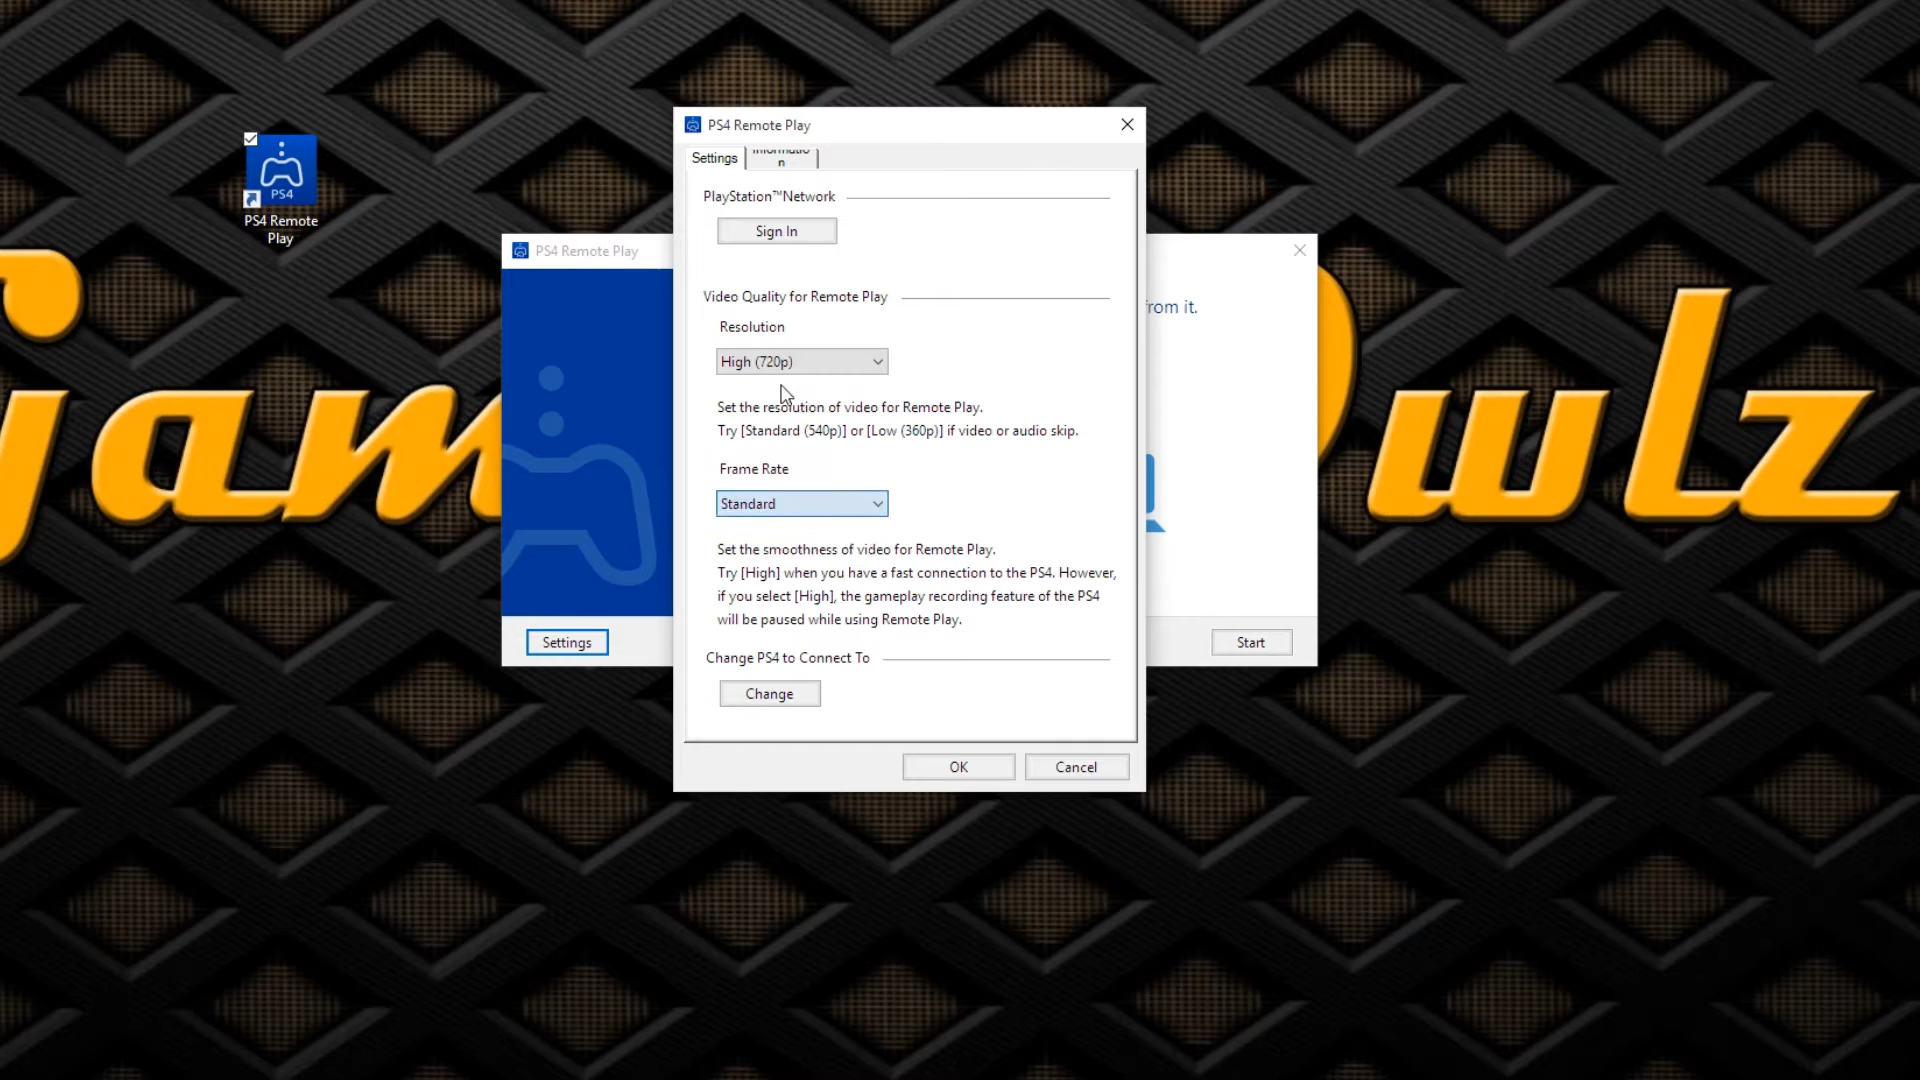 PS4
PS4 Remote
Play
PS4 Remote Play
from it.
Settings
Start
PS4 Remote Play
Settings
Information
PlayStation™Network
Sign In
Video Quality for Remote Play
Resolution
High (720p)
Set the resolution of video for Remote Play.
Try [Standard (540p)] or [Low (360p)] if video or audio skip.
Frame Rate
Standard
Set the smoothness of video for Remote Play.
Try [High] when you have a fast connection to the PS4. However,
if you select [High], the gameplay recording feature of the PS4
will be paused while using Remote Play.
Change PS4 to Connect To
Change
OK
Cancel
jam
Owlz